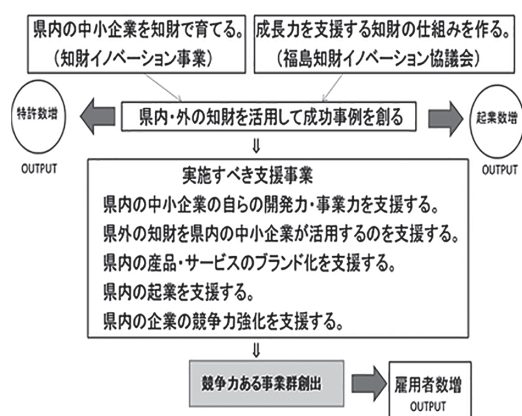 県内の中小企業を知財で育てる。
（知財イノベーション事業）
成長力を支援する知財の仕組みを作る。
（福島知財イノベーション協議会）
特許数増
OUTPUT
県内・外の知財を活用して成功事例を創る
起業数増
OUTPUT
⇓
実施すべき支援事業
県内の中小企業の自らの開発力・事業力を支援する。
県外の知財を県内の中小企業が活用するのを支援する。
県内の産品・サービスのブランド化を支援する。
県内の起業を支援する。
県内の企業の競争力強化を支援する。
⇓
競争力ある事業群創出
雇用者数増
OUTPUT